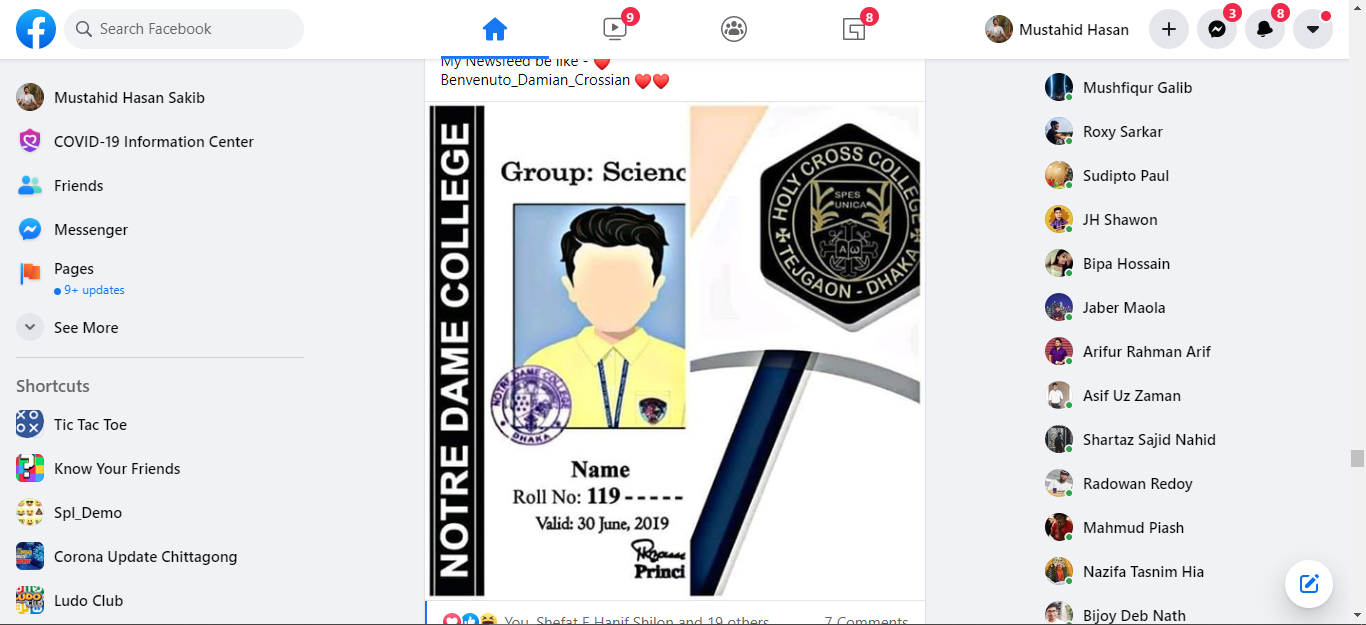 Search Facebook
9
8
Mustahid Hasan
3
8
Mustahid Hasan Sakib
COVID-19 Information Center
Friends
Messenger
Pages
9+ updates
See More
Shortcuts
Tic Tac Toe
Know Your Friends
Spl_Demo
Corona Update Chittagong
Ludo Club
My Newsfeed be like -
Benvenuto_Damian_Crossian
NOTRE DAME COLLEGE
Group: Scienc
NOTRE DAME COLLEGE
DHAKA
Name
Roll No: 119 - - - - -
Valid: 30 June, 2019
Princi
HOLY CROSS COLLEGE
SPES
UNICA
TEJGAON - DHAKA
You, Shefat E Hanif Shilon and 19 others
7 Comments
Mushfiqur Galib
Roxy Sarkar
Sudipto Paul
JH Shawon
Bipa Hossain
Jaber Maola
Arifur Rahman Arif
Asif Uz Zaman
Shartaz Sajid Nahid
Radowan Redoy
Mahmud Piash
Nazifa Tasnim Hia
Bijoy Deb Nath